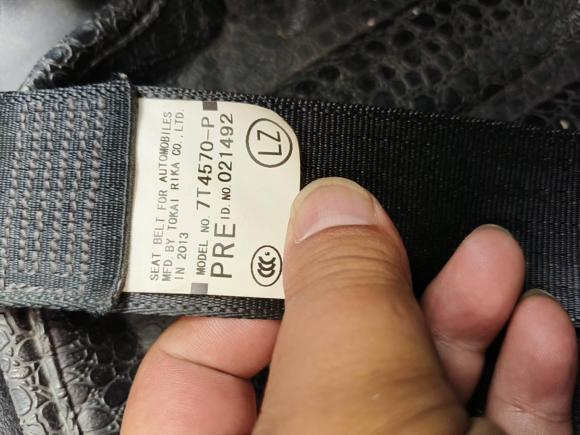 SEAT BELT FOR AUTOMOBILES
MFD. BY TOKAI RIKA CO., LTD.
IN 2013
MODEL NO. 7T4570-P
PRE ID. NO. 021492
LZ
CCC